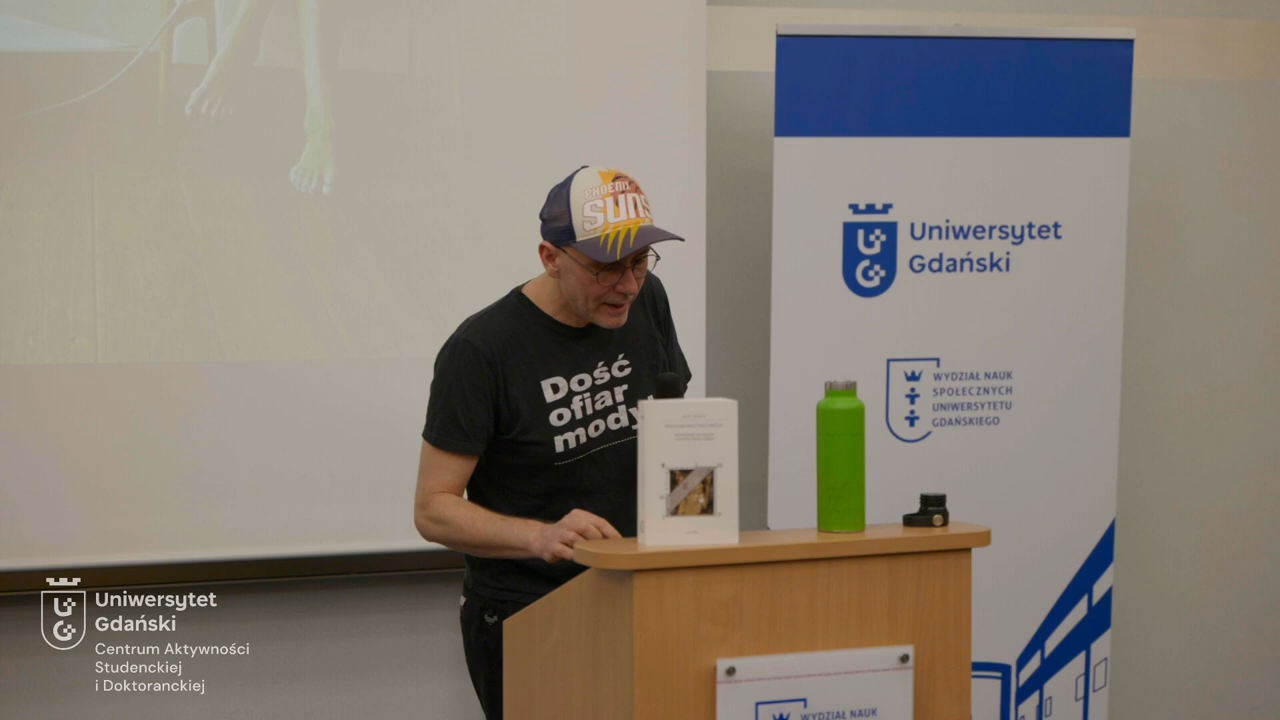 PHOENIX
SUNS
Dość
ofiar
mody
Uniwersytet
Gdański
WYDZIAŁ NAUK
SPOŁECZNYCH
UNIWERSYTETU
GDAŃSKIEGO
WYDZIAŁ NAUK
Uniwersytet
Gdański
Centrum Aktywności
Studenckiej
i Doktoranckiej